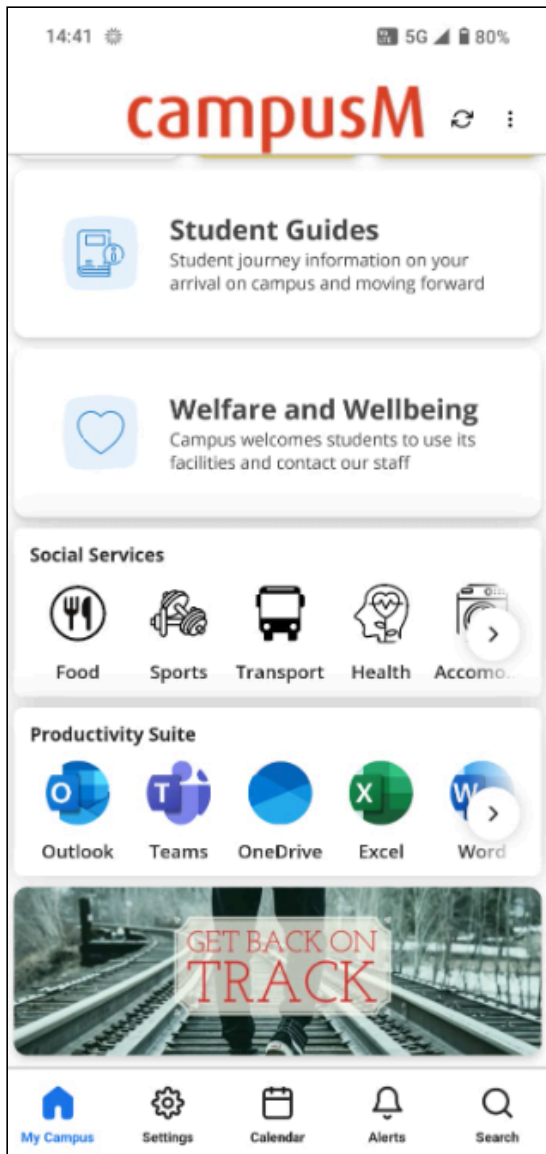 14:41
5G 80%
campusM
Student Guides
Student journey information on your
arrival on campus and moving forward
Welfare and Wellbeing
Campus welcomes students to use its
facilities and contact our staff
Social Services
Food Sports Transport Health Accomo...
Productivity Suite
O T X W
Outlook Teams OneDrive Excel Word
GET BACK ON
TRACK
My Campus Settings Calendar Alerts Search